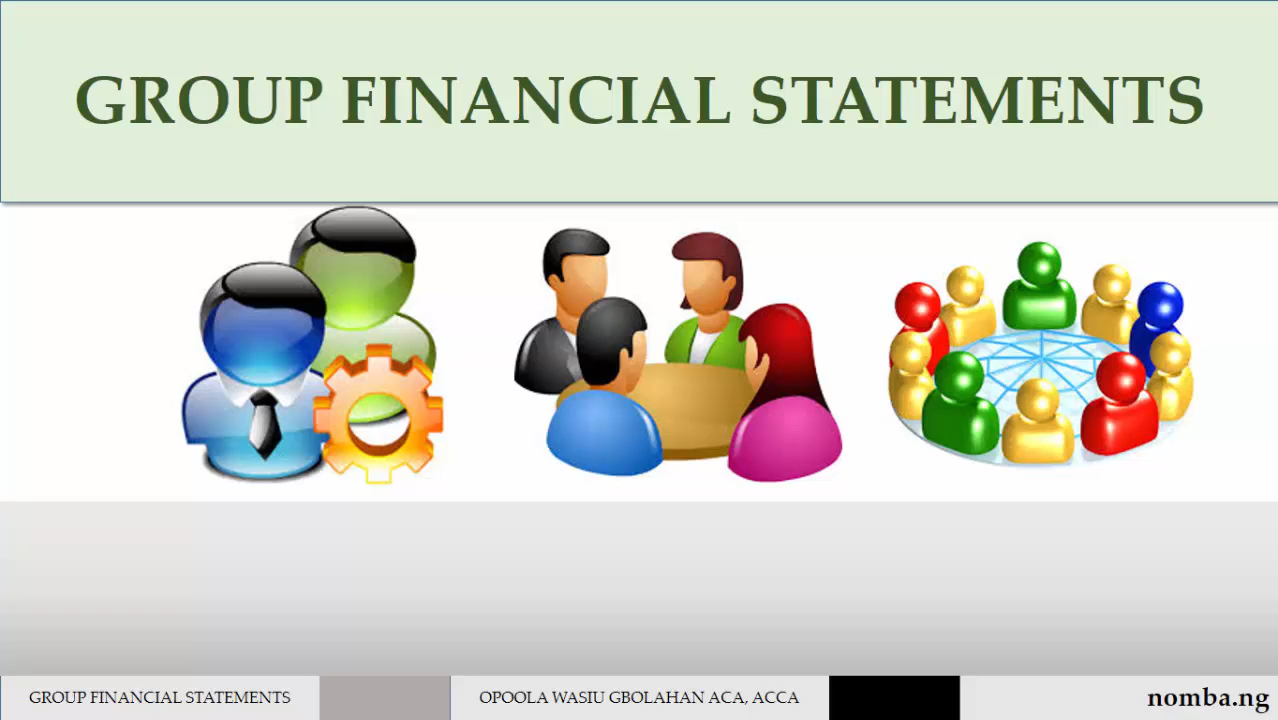 GROUP FINANCIAL STATEMENTS
GROUP FINANCIAL STATEMENTS
OPOOLA WASIU GBOLAHAN ACA, ACCA
nomba.ng